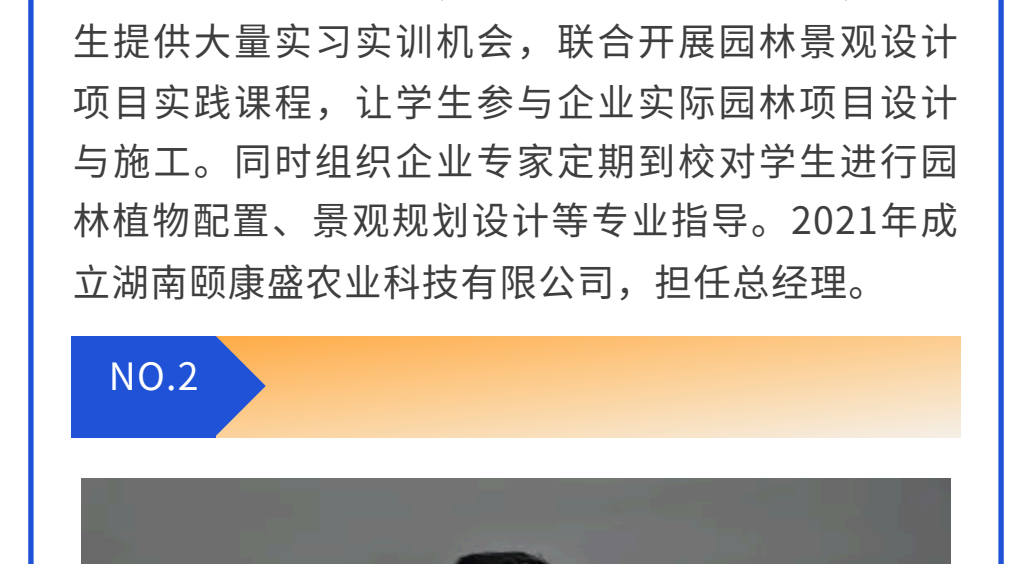 生提供大量实习实训机会，联合开展园林景观设计
项目实践课程，让学生参与企业实际园林项目设计
与施工。同时组织企业专家定期到校对学生进行园
林植物配置、景观规划设计等专业指导。2021年成
立湖南颐康盛农业科技有限公司，担任总经理。
NO.2